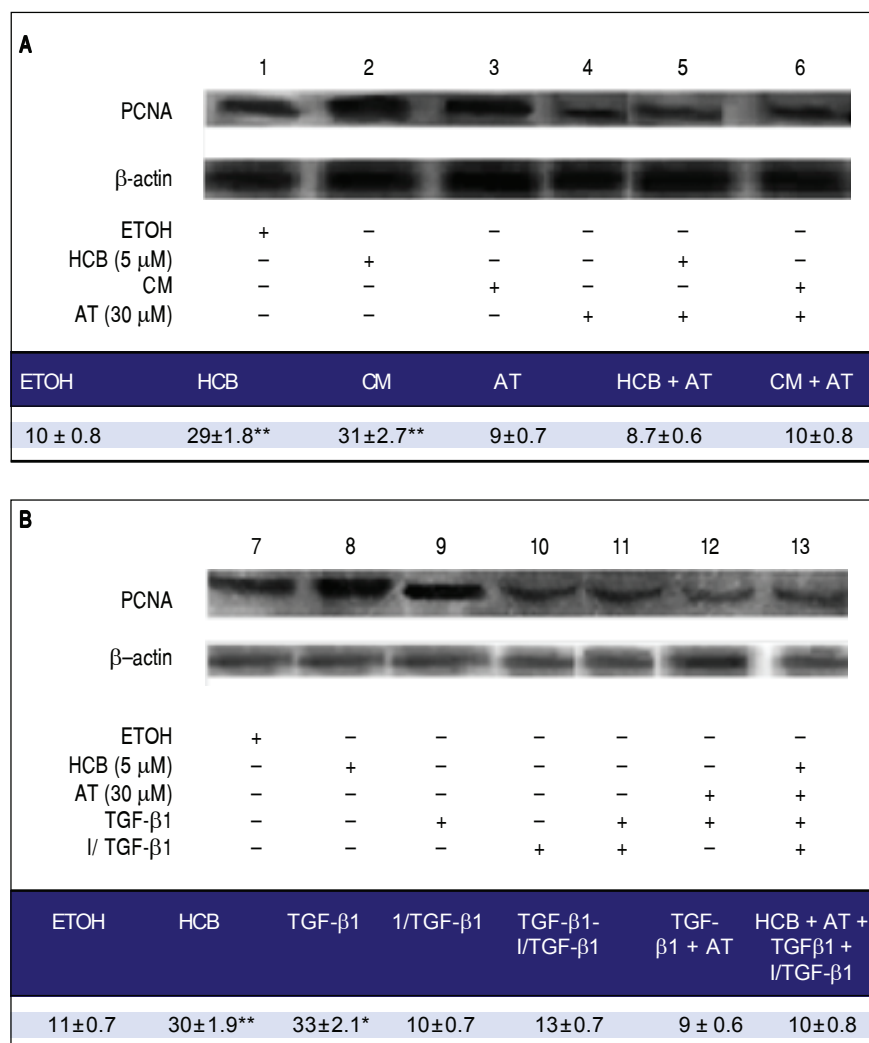 A
1 2 3 4 5 6
PCNA
β-actin
ETOH + – – – – –
HCB (5 μM) – + – – + –
CM – – + – – +
AT (30 μM) – – – + + +
ETOH HCB CM AT HCB + AT CM + AT
10 ± 0.8 29±1.8** 31±2.7** 9±0.7 8.7±0.6 10±0.8
B
7 8 9 10 11 12 13
PCNA
β–actin
ETOH + – – – – – –
HCB (5 μM) – + – – – – +
AT (30 μM) – – – – – + +
TGF-β1 – – + – + + +
I/ TGF-β1 – – – + + – +
ETOH HCB TGF-β1 1/TGF-β1 TGF-β1- TGF- HCB + AT +
I/TGF-β1 β1 + AT TGFβ1 +
I/TGF-β1
11±0.7 30±1.9** 33±2.1* 10±0.7 13±0.7 9 ± 0.6 10±0.8